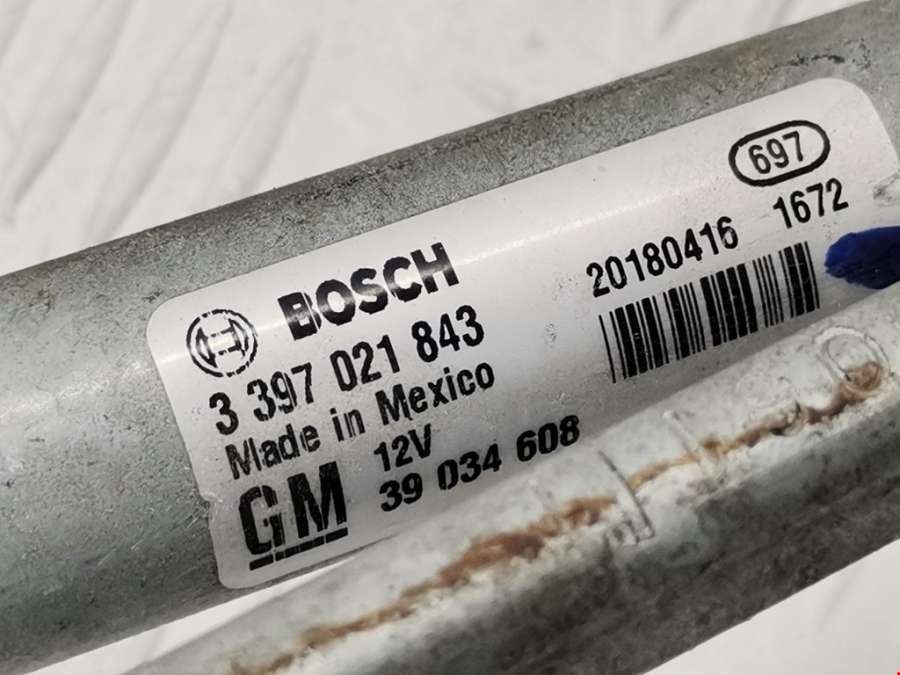 BOSCH
3 397 021 843
Made in Mexico
12V
GM
39 034 608
697
20180416 1672